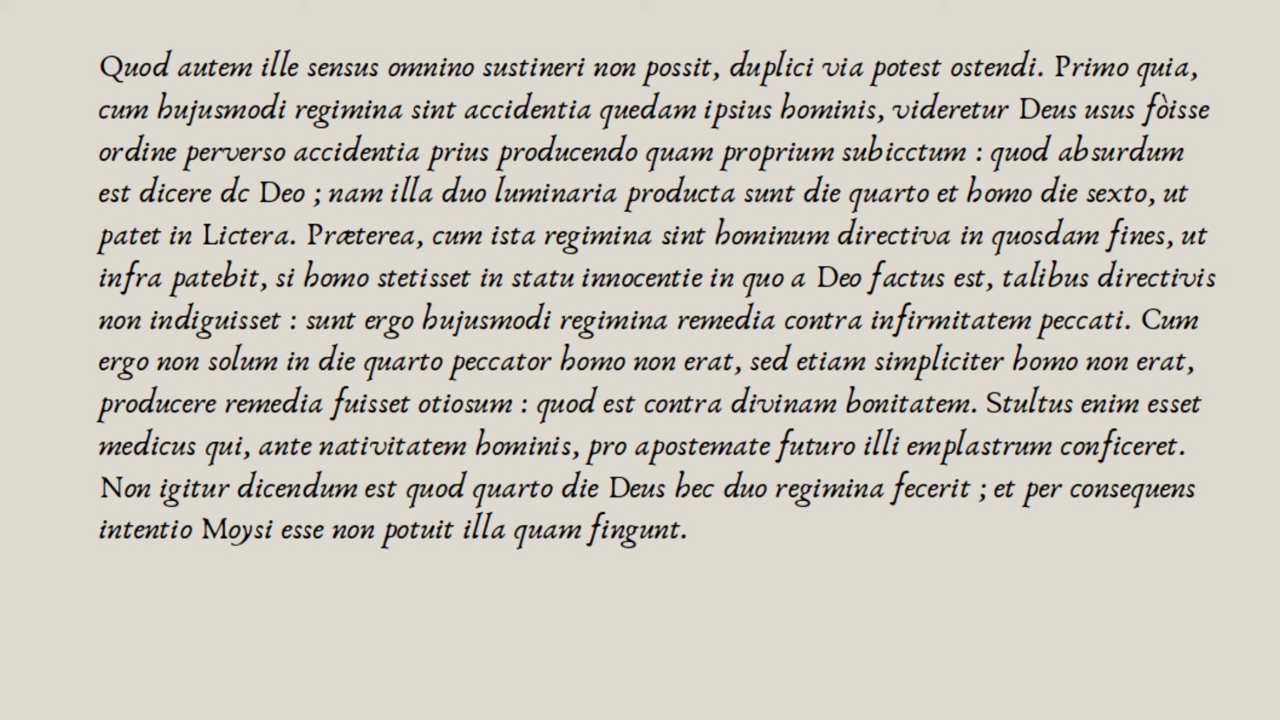 Quod autem ille sensus omnino sustineri non possit, duplici via potest ostendi. Primo quia,
cum hujusmodi regimina sint accidentia quedam ipsius hominis, videretur Deus usus fòisse
ordine perverso accidentia prius producendo quam proprium subicctum : quod absurdum
est dicere dc Deo ; nam illa duo luminaria producta sunt die quarto et homo die sexto, ut
patet in Lictera. Præterea, cum ista regimina sint hominum directiva in quosdam fines, ut
infra patebit, si homo stetisset in statu innocentie in quo a Deo factus est, talibus directivis
non indiguisset : sunt ergo hujusmodi regimina remedia contra infirmitatem peccati. Cum
ergo non solum in die quarto peccator homo non erat, sed etiam simpliciter homo non erat,
producere remedia fuisset otiosum : quod est contra divinam bonitatem. Stultus enim esset
medicus qui, ante nativitatem hominis, pro apostemate futuro illi emplastrum conficeret.
Non igitur dicendum est quod quarto die Deus hec duo regimina fecerit ; et per consequens
intentio Moysi esse non potuit illa quam fingunt.